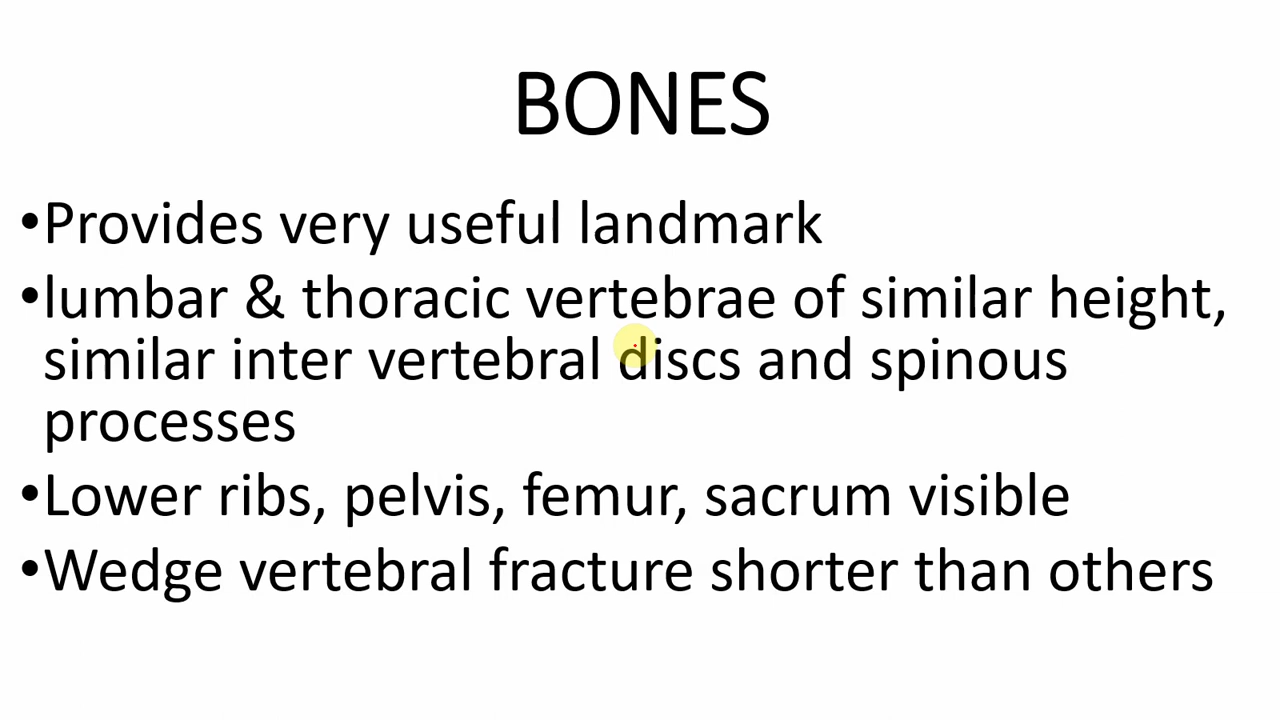 BONES
•Provides very useful landmark
•lumbar & thoracic vertebrae of similar height,
similar inter vertebral discs and spinous
processes
•Lower ribs, pelvis, femur, sacrum visible
•Wedge vertebral fracture shorter than others